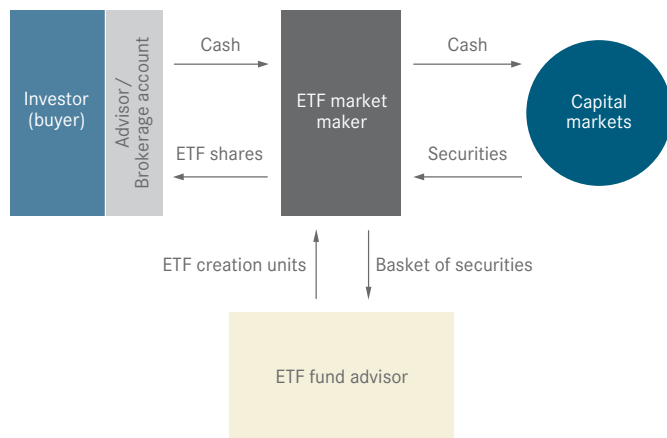 Investor
(buyer)
Advisor /
Brokerage account
Cash
ETF shares
ETF market
maker
Cash
Securities
Capital
markets
ETF creation units
Basket of securities
ETF fund advisor